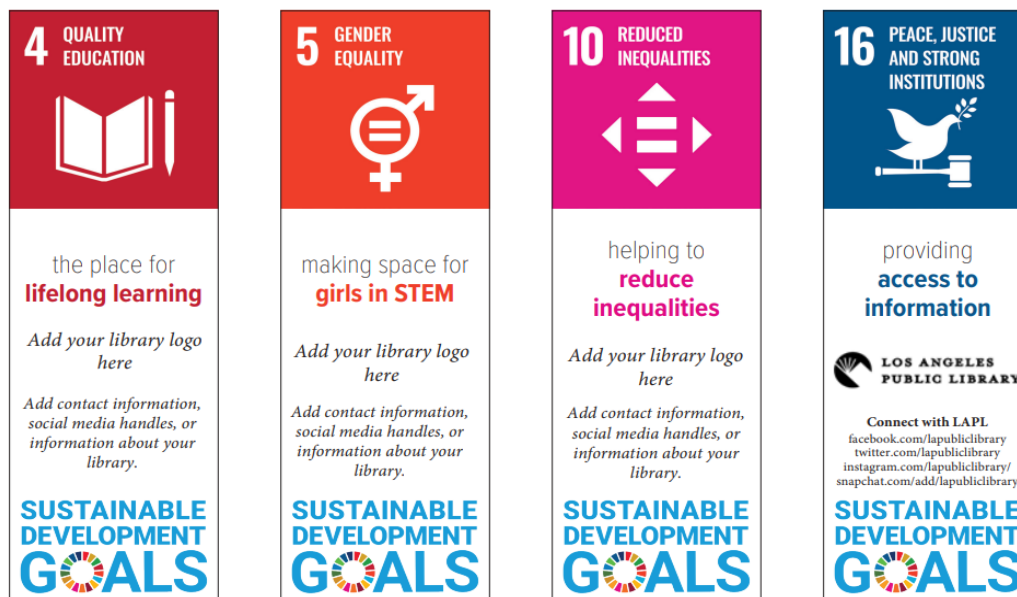 4 QUALITY
EDUCATION
the place for
lifelong learning
Add your library logo
here
Add contact information,
social media handles, or
information about your
library.
SUSTAINABLE
DEVELOPMENT
GOALS
5 GENDER
EQUALITY
making space for
girls in STEM
Add your library logo
here
Add contact information,
social media handles, or
information about your
library.
SUSTAINABLE
DEVELOPMENT
GOALS
10 REDUCED
INEQUALITIES
helping to
reduce
inequalities
Add your library logo
here
Add contact information,
social media handles, or
information about your
library.
SUSTAINABLE
DEVELOPMENT
GOALS
16 PEACE, JUSTICE
AND STRONG
INSTITUTIONS
providing
access to
information
LOS ANGELES
PUBLIC LIBRARY
Connect with LAPL
facebook.com/lapubliclibrary
twitter.com/lapubliclibrary
instagram.com/lapubliclibrary/
snapchat.com/add/lapubliclibrary
SUSTAINABLE
DEVELOPMENT
GOALS